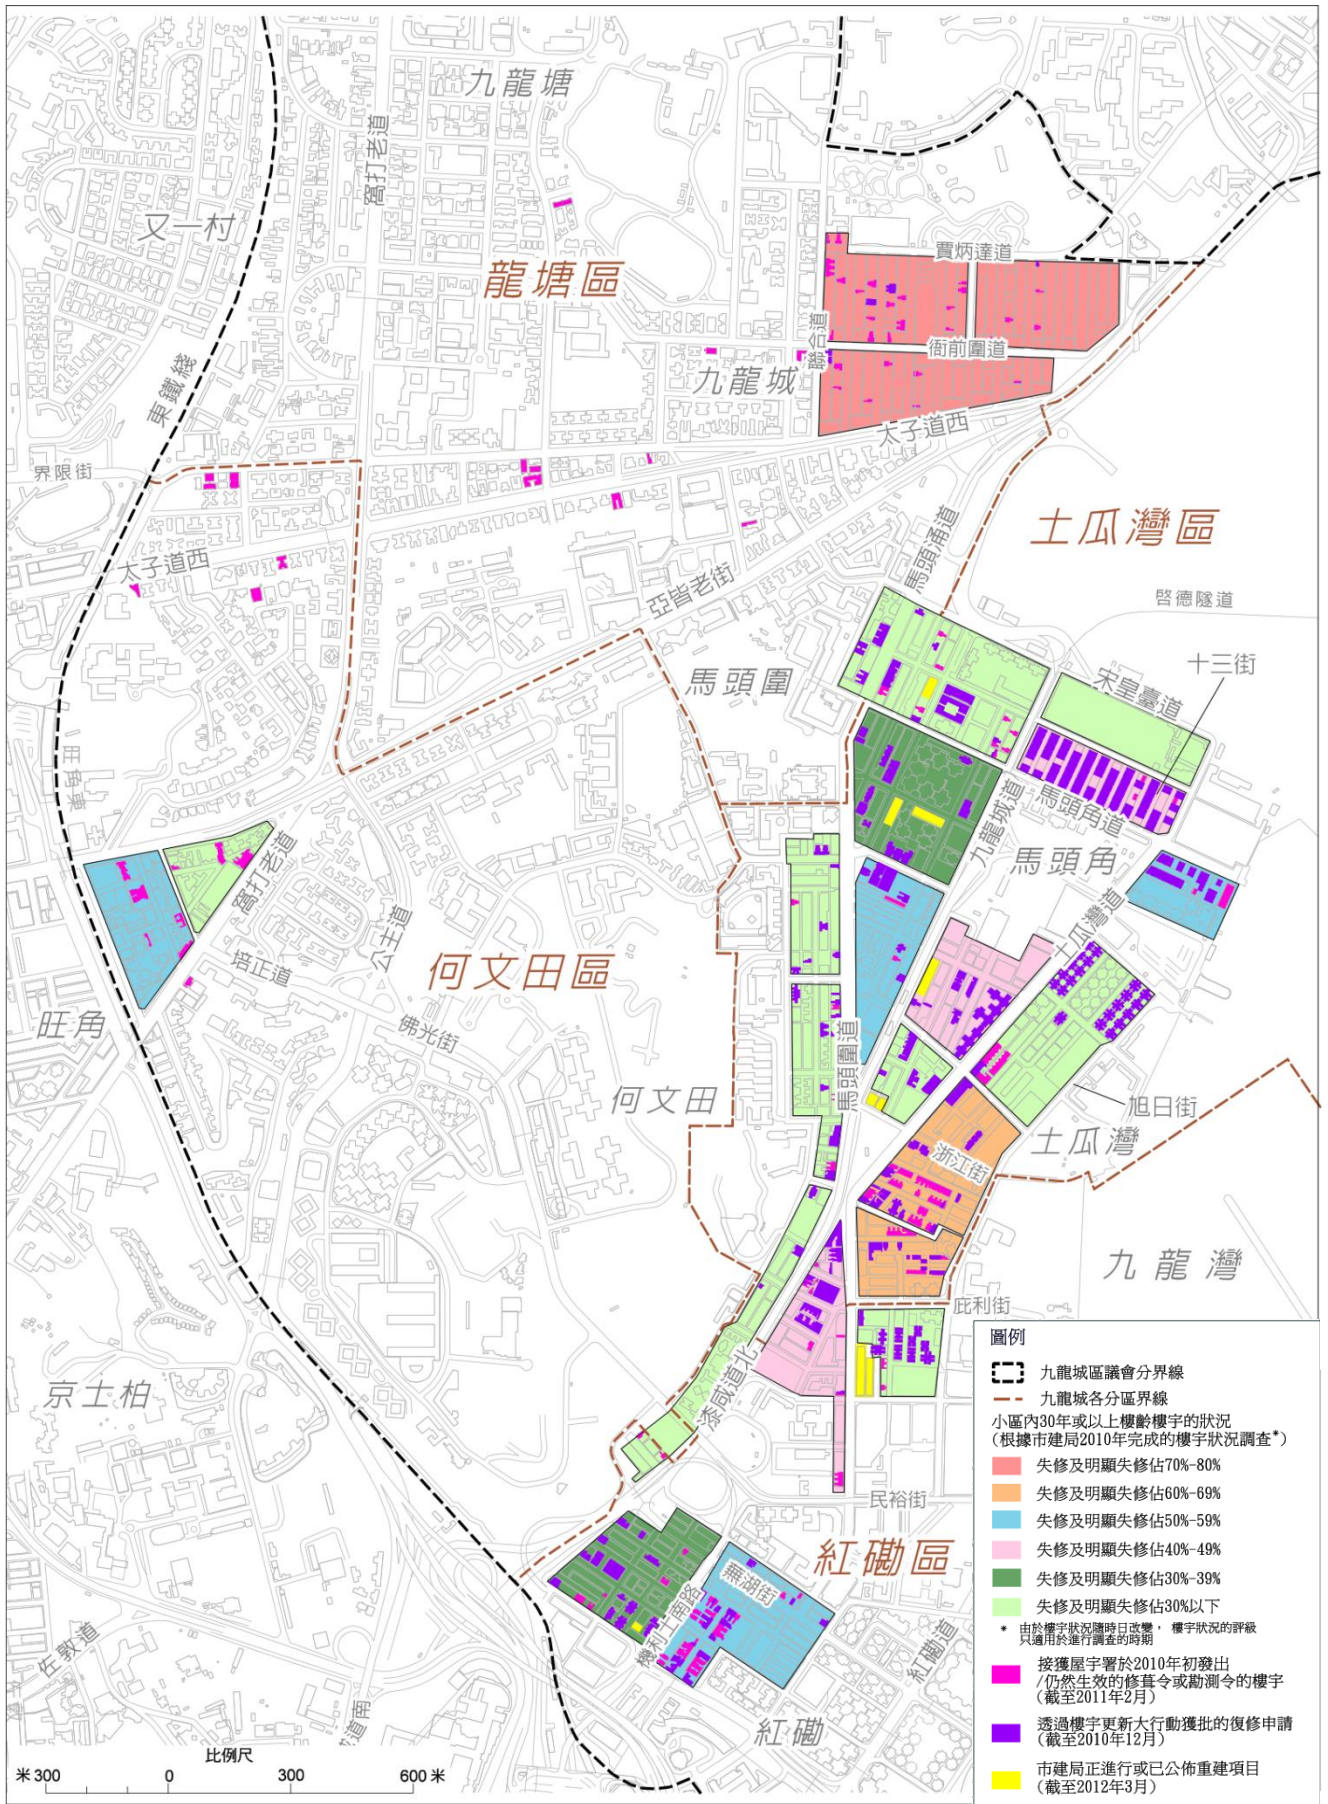 九龍塘
窩打老道
又一村
賈炳達道
龍塘區
聯合道
衙前圍道
東鐵綫
九龍城
太子道西
界限街
土瓜灣區
馬頭涌道
太子道西
亞皆老街
啓德隧道
馬頭圍
十三街
宋皇臺道
旺角東
九龍城道
馬頭角道
馬頭角
窩打老道
公主道
土瓜灣道
培正道
何文田區
旺角
佛光街
馬頭圍道
何文田
旭日街
土瓜灣
浙江街
九龍灣
庇利街
京士柏
漆咸道北
民裕街
紅磡區
蕪湖街
機利士南路
佐敦道
紅磡道
道南
紅磡
比例尺
米 300 0 300 600 米
圖例
九龍城區議會分界線
九龍城各分區界線
小區內30年或以上樓齡樓宇的狀況
(根據市建局2010年完成的樓宇狀況調查*)
失修及明顯失修佔70%-80%
失修及明顯失修佔60%-69%
失修及明顯失修佔50%-59%
失修及明顯失修佔40%-49%
失修及明顯失修佔30%-39%
失修及明顯失修佔30%以下
* 由於樓宇狀況隨時日改變，樓宇狀況的評級
只適用於進行調查的時期
接獲屋宇署於2010年初發出
/仍然生效的修葺令或勘測令的樓宇
(截至2011年2月)
透過樓宇更新大行動獲批的復修申請
(截至2010年12月)
市建局正進行或已公佈重建項目
(截至2012年3月)